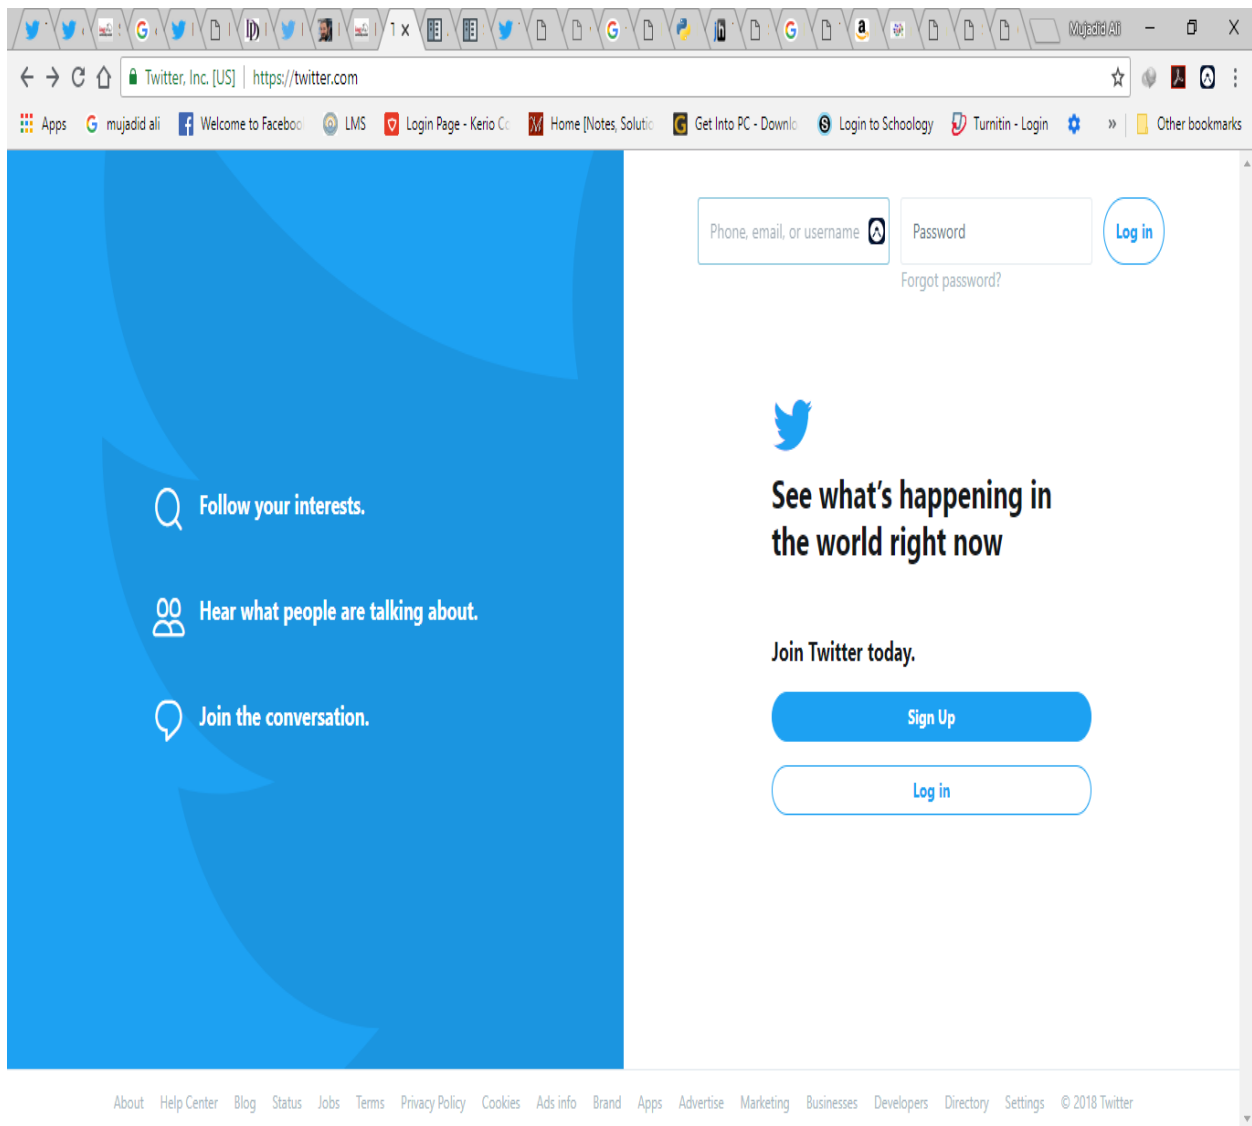 Mujadid Ali
Twitter, Inc. [US] | https://twitter.com
Apps mujadid ali Welcome to Faceboo LMS Login Page - Kerio Co Home [Notes, Solutio Get Into PC - Downlo Login to Schoology Turnitin - Login » Other bookmarks
Phone, email, or username Password Log in
Forgot password?
Follow your interests.
Hear what people are talking about.
Join the conversation.
See what's happening in
the world right now
Join Twitter today.
Sign Up
Log in
About Help Center Blog Status Jobs Terms Privacy Policy Cookies Ads info Brand Apps Advertise Marketing Businesses Developers Directory Settings © 2018 Twitter